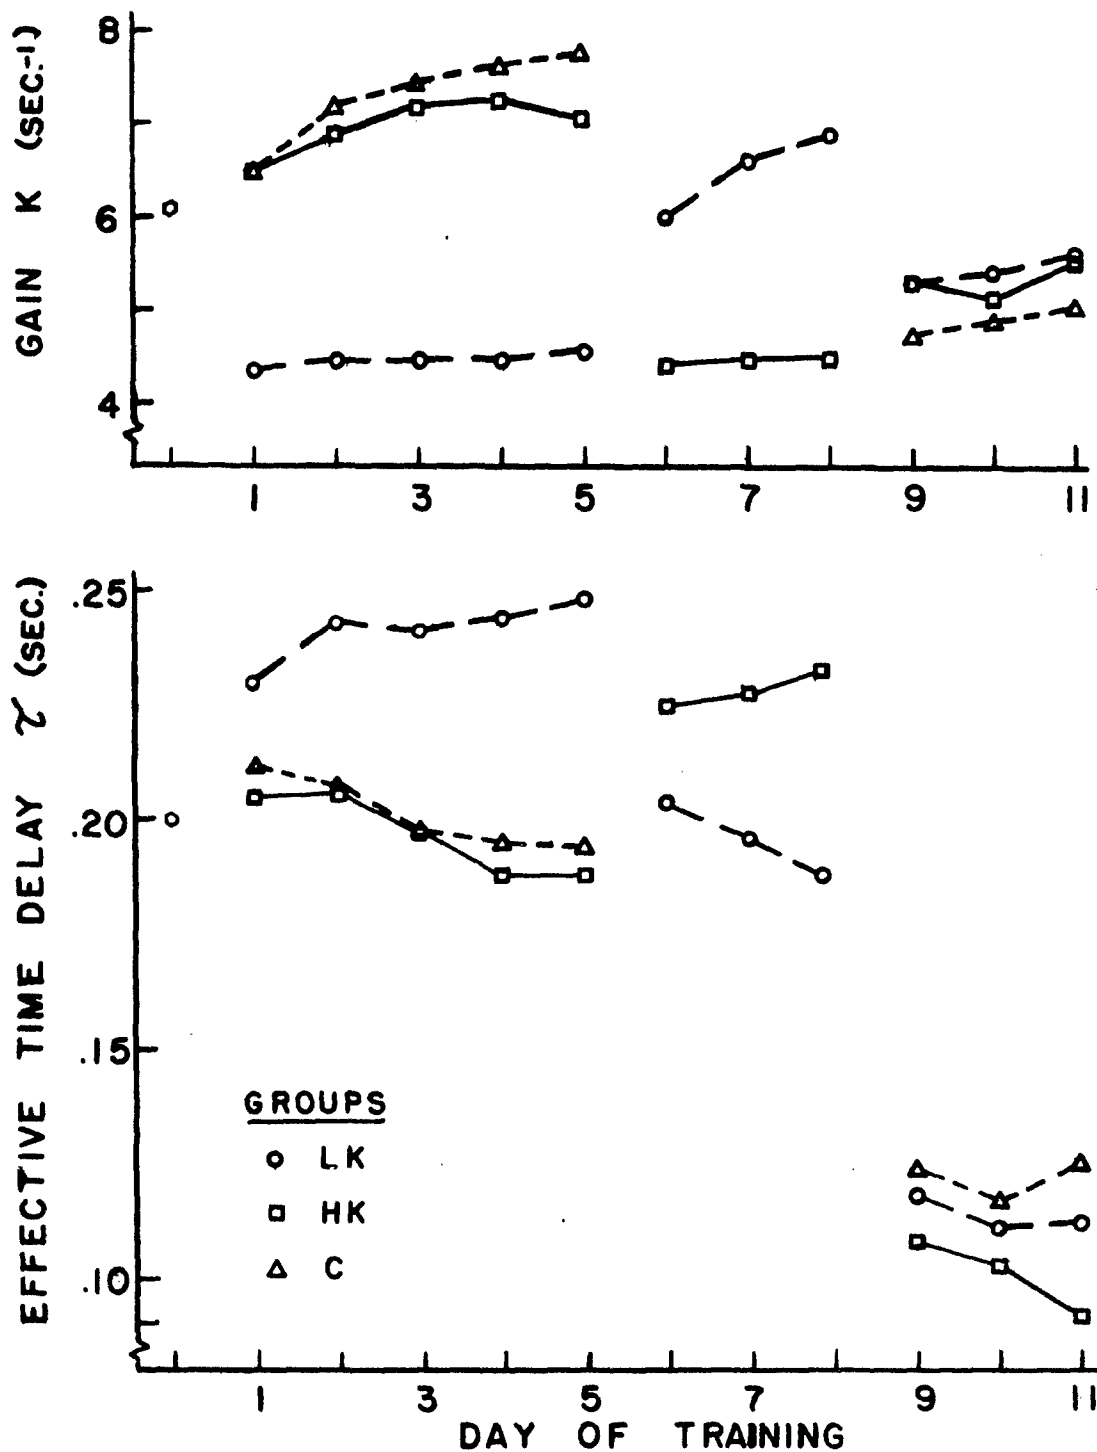 GAIN K (SEC.-1)
8
6
4
1 3 5 7 9 11
EFFECTIVE TIME DELAY τ (SEC.)
.25
.20
.15
.10
GROUPS
LK
HK
C
1 3 5 7 9 11
DAY OF TRAINING